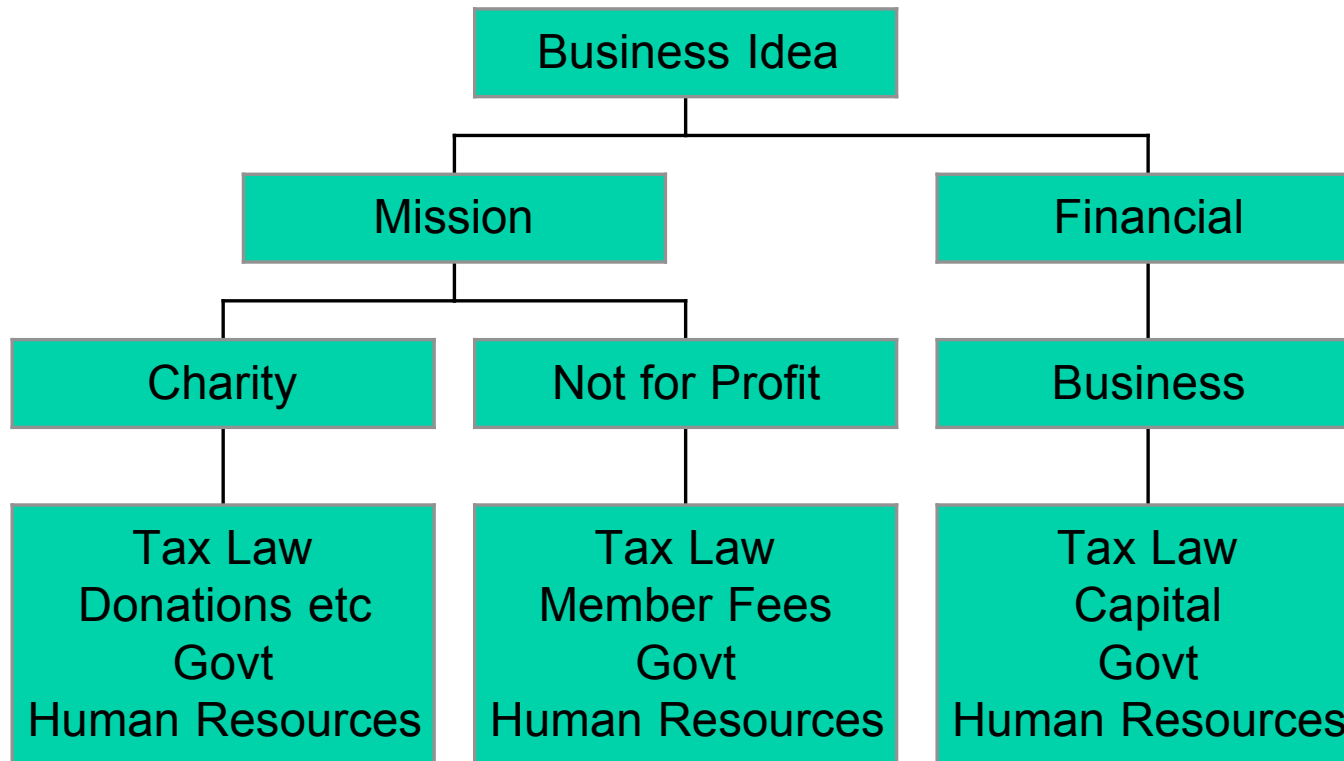 Business Idea
Mission
Financial
Charity
Not for Profit
Business
Tax Law
Donations etc
Govt
Human Resources
Tax Law
Member Fees
Govt
Human Resources
Tax Law
Capital
Govt
Human Resources